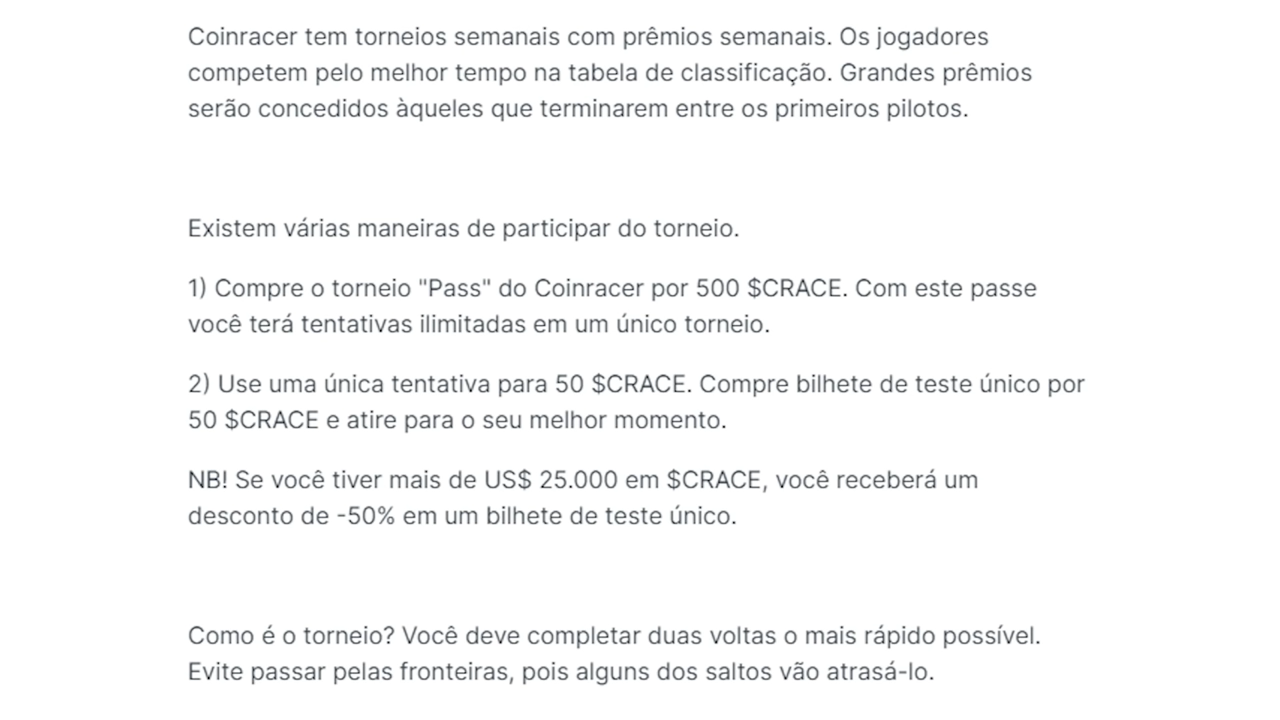 Coinracer tem torneios semanais com prêmios semanais. Os jogadores
competem pelo melhor tempo na tabela de classificação. Grandes prêmios
serão concedidos àqueles que terminarem entre os primeiros pilotos.
Existem várias maneiras de participar do torneio.
1) Compre o torneio "Pass" do Coinracer por 500 $CRACE. Com este passe
você terá tentativas ilimitadas em um único torneio.
2) Use uma única tentativa para 50 $CRACE. Compre bilhete de teste único por
50 $CRACE e atire para o seu melhor momento.
NB! Se você tiver mais de US$ 25.000 em $CRACE, você receberá um
desconto de -50% em um bilhete de teste único.
Como é o torneio? Você deve completar duas voltas o mais rápido possível.
Evite passar pelas fronteiras, pois alguns dos saltos vão atrasá-lo.